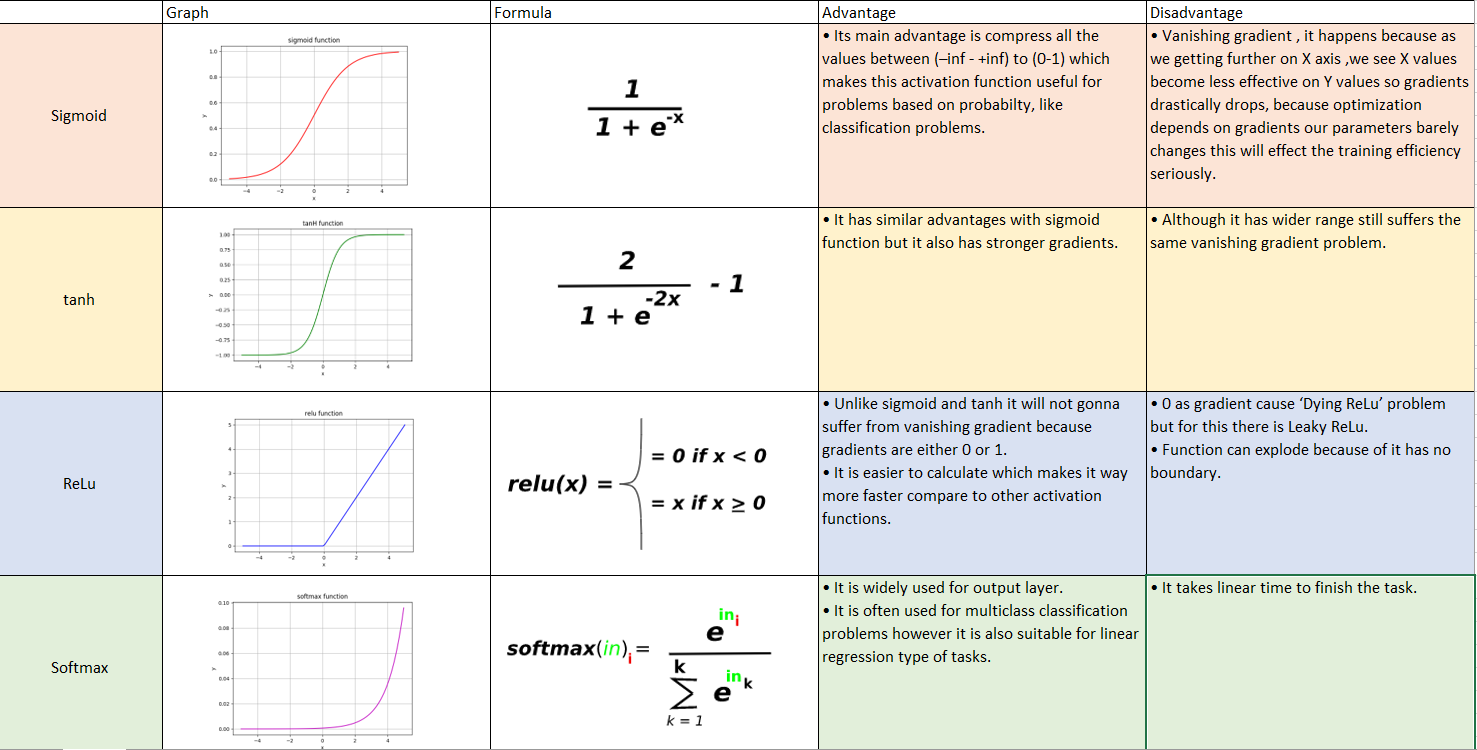 Graph
Formula
Advantage
Disadvantage
Sigmoid
sigmoid function
1.0
0.8
0.6
0.4
0.2
0.0
y
−4
−2
0
2
4
x
1
1 + e-x
• Its main advantage is compress all the
values between (–inf - +inf) to (0-1) which
makes this activation function useful for
problems based on probabilty, like
classification problems.
• Vanishing gradient , it happens because as
we getting further on X axis ,we see X values
become less effective on Y values so gradients
drastically drops, because optimization
depends on gradients our parameters barely
changes this will effect the training efficiency
seriously.
tanh
tanH function
1.00
0.75
0.50
0.25
0.00
−0.25
−0.50
−0.75
−1.00
y
−4
−2
0
2
4
x
2
1 + e-2x
- 1
• It has similar advantages with sigmoid
function but it also has stronger gradients.
• Although it has wider range still suffers the
same vanishing gradient problem.
ReLu
relu function
5
4
3
2
1
0
y
−4
−2
0
2
4
x
relu(x) =
= 0 if x < 0
= x if x ≥ 0
• Unlike sigmoid and tanh it will not gonna
suffer from vanishing gradient because
gradients are either 0 or 1.
• It is easier to calculate which makes it way
more faster compare to other activation
functions.
• 0 as gradient cause ‘Dying ReLu’ problem
but for this there is Leaky ReLu.
• Function can explode because of it has no
boundary.
Softmax
softmax function
0.10
0.08
0.06
0.04
0.02
0.00
y
−4
−2
0
2
4
x
softmax(in)i =
e in i
k
∑ e in k
k = 1
• It is widely used for output layer.
• It is often used for multiclass classification
problems however it is also suitable for linear
regression type of tasks.
• It takes linear time to finish the task.